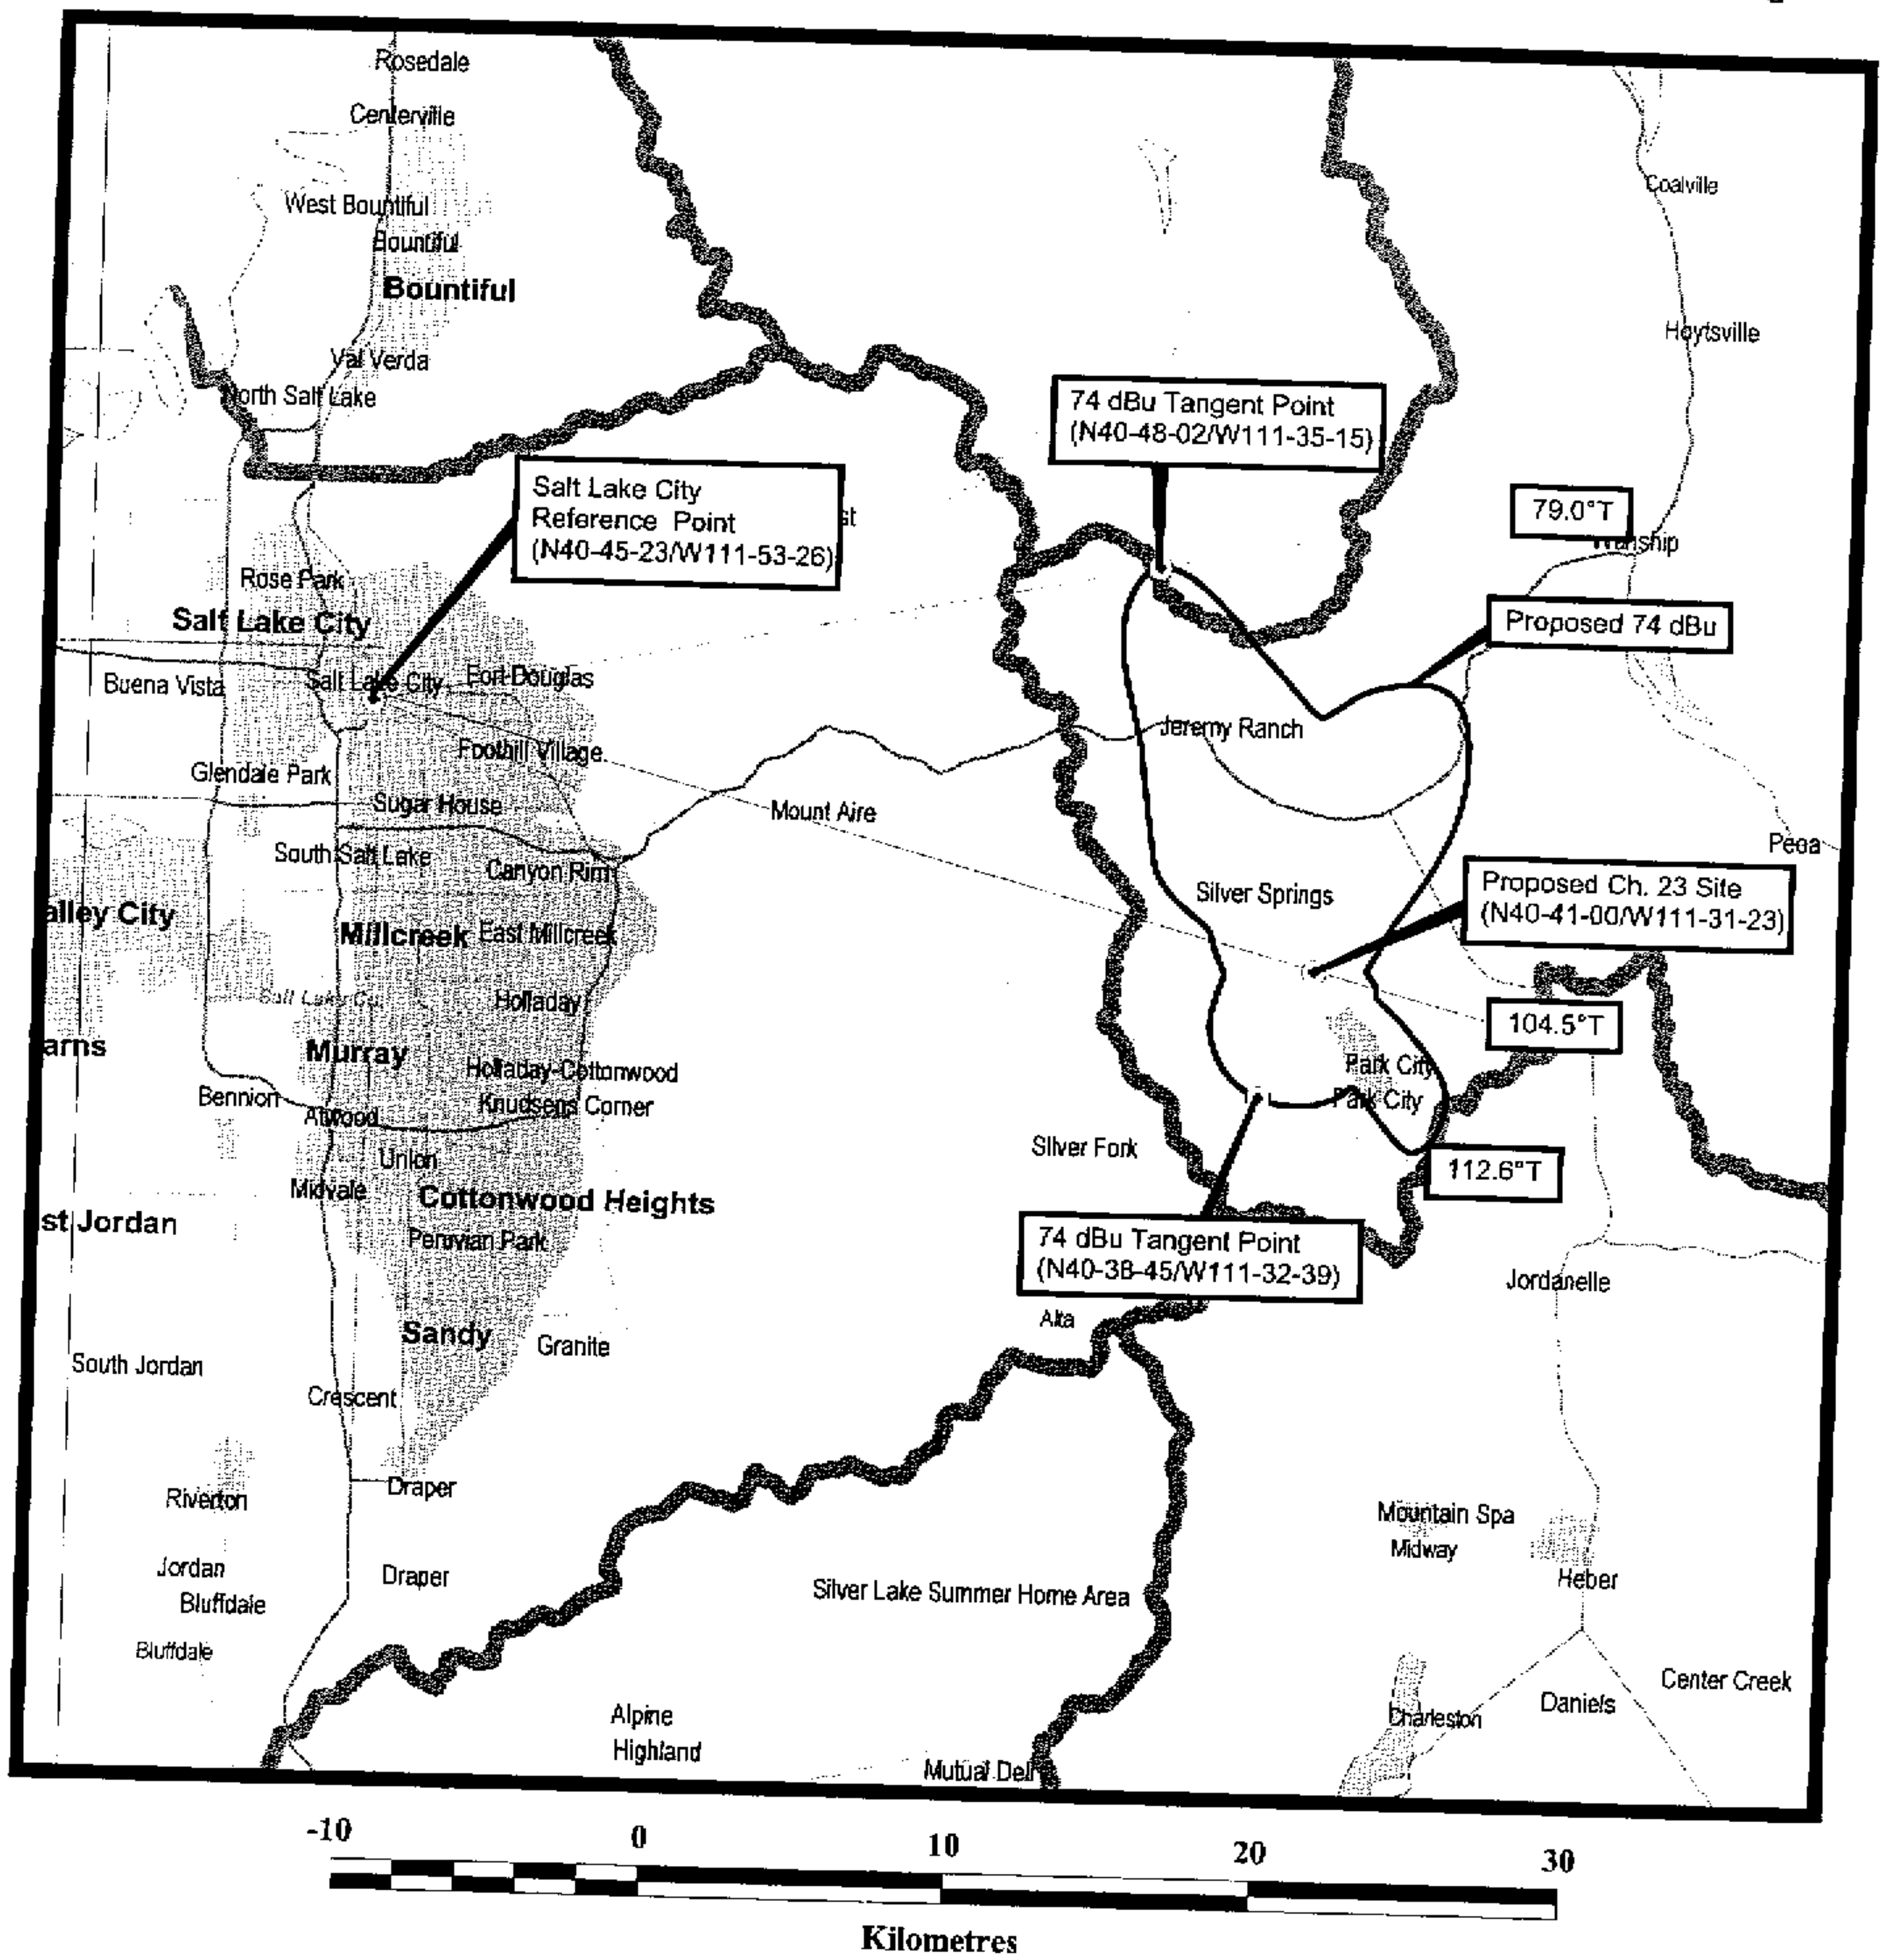 Rosedale
Centerville
West Bountiful
Bountiful
Bountiful
Val Verda
North Salt Lake
Coalville
Hoytsville
74 dBu Tangent Point
(N40-48-02/W111-35-15)
Salt Lake City
Reference Point
(N40-45-23/W111-53-26)
st
79.0°T
Wanship
Rose Park
Salt Lake City
Proposed 74 dBu
Buena Vista
Salt Lake City
Fort Douglas
Jeremy Ranch
Foothill Village
Glendale Park
Sugar House
Mount Aire
Peoa
South Salt Lake
Canyon Rim
Silver Springs
Proposed Ch. 23 Site
(N40-41-00/W111-31-23)
alley City
Millcreek
East Millcreek
Salt Lake Co.
Holladay
104.5°T
arns
Murray
Holladay-Cottonwood
Park City
Bennion
Atwood
Knudsens Corner
Park City
Silver Fork
Union
Midvale
112.6°T
Cottonwood Heights
st Jordan
Peruvian Park
74 dBu Tangent Point
(N40-38-45/W111-32-39)
Jordanelle
Alta
Sandy
Granite
South Jordan
Crescent
Draper
Riverton
Mountain Spa
Midway
Jordan
Draper
Heber
Bluffdale
Silver Lake Summer Home Area
Bluffdale
Center Creek
Alpine
Daniels
Charleston
Highland
Mutual Dell
-10 0 10 20 30
Kilometres